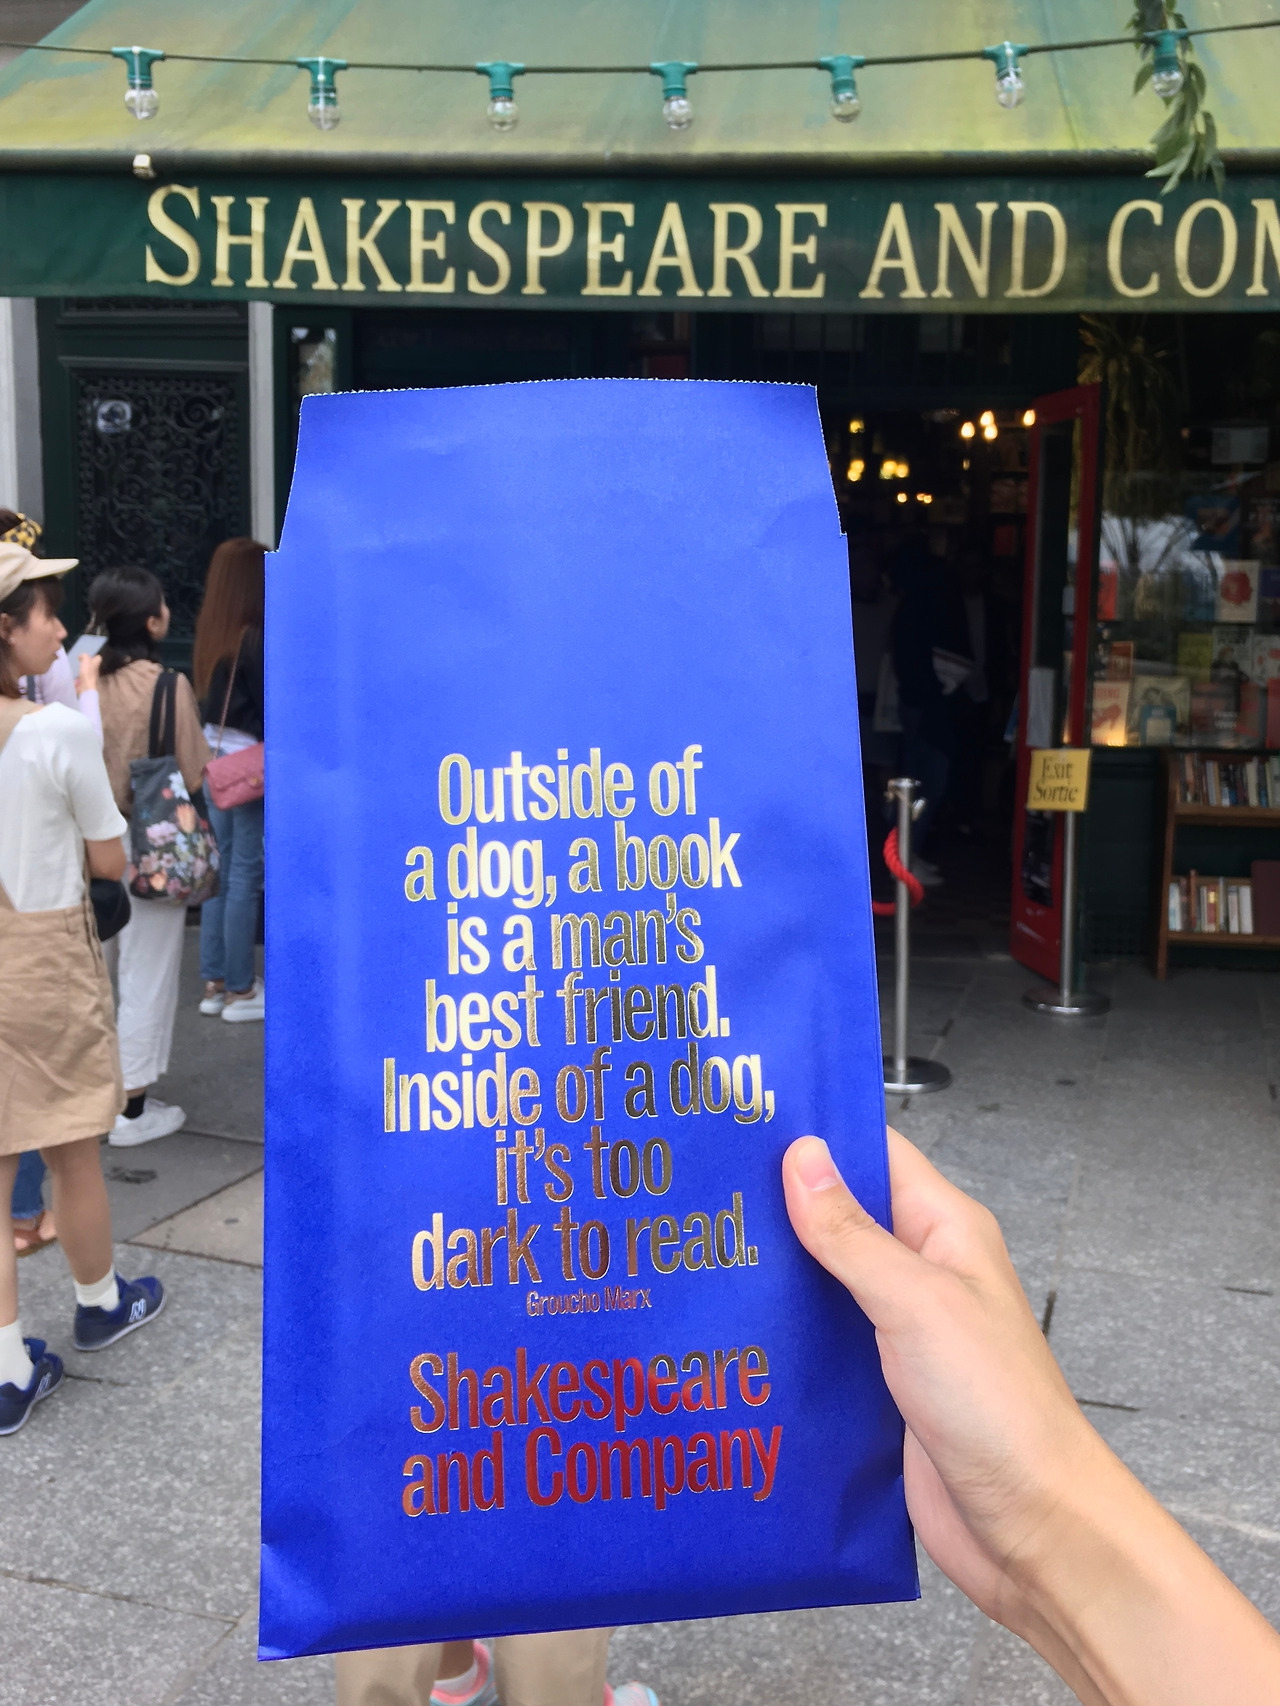 SHAKESPEARE AND COM
Outside of
a dog, a book
is a man's
best friend.
Inside of a dog,
it's too
dark to read.
Groucho Marx
Shakespeare
and Company
Exit
Sortie